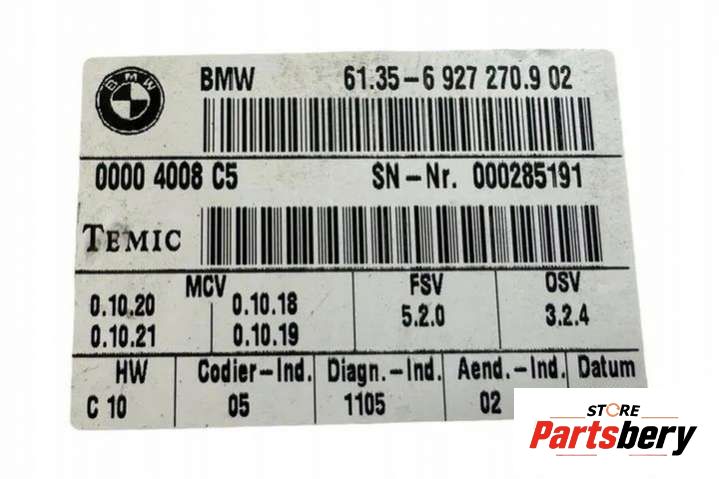 BMW
BMW 61.35-6 927 270.9 02
0000 4008 C5 SN-Nr. 000285191
TEMIC
MCV FSV OSV
0.10.20 0.10.18 5.2.0 3.2.4
0.10.21 0.10.19
HW Codier-Ind. Diagn.-Ind. Aend.-Ind. Datum
C 10 05 1105 02
STORE
Partsbery